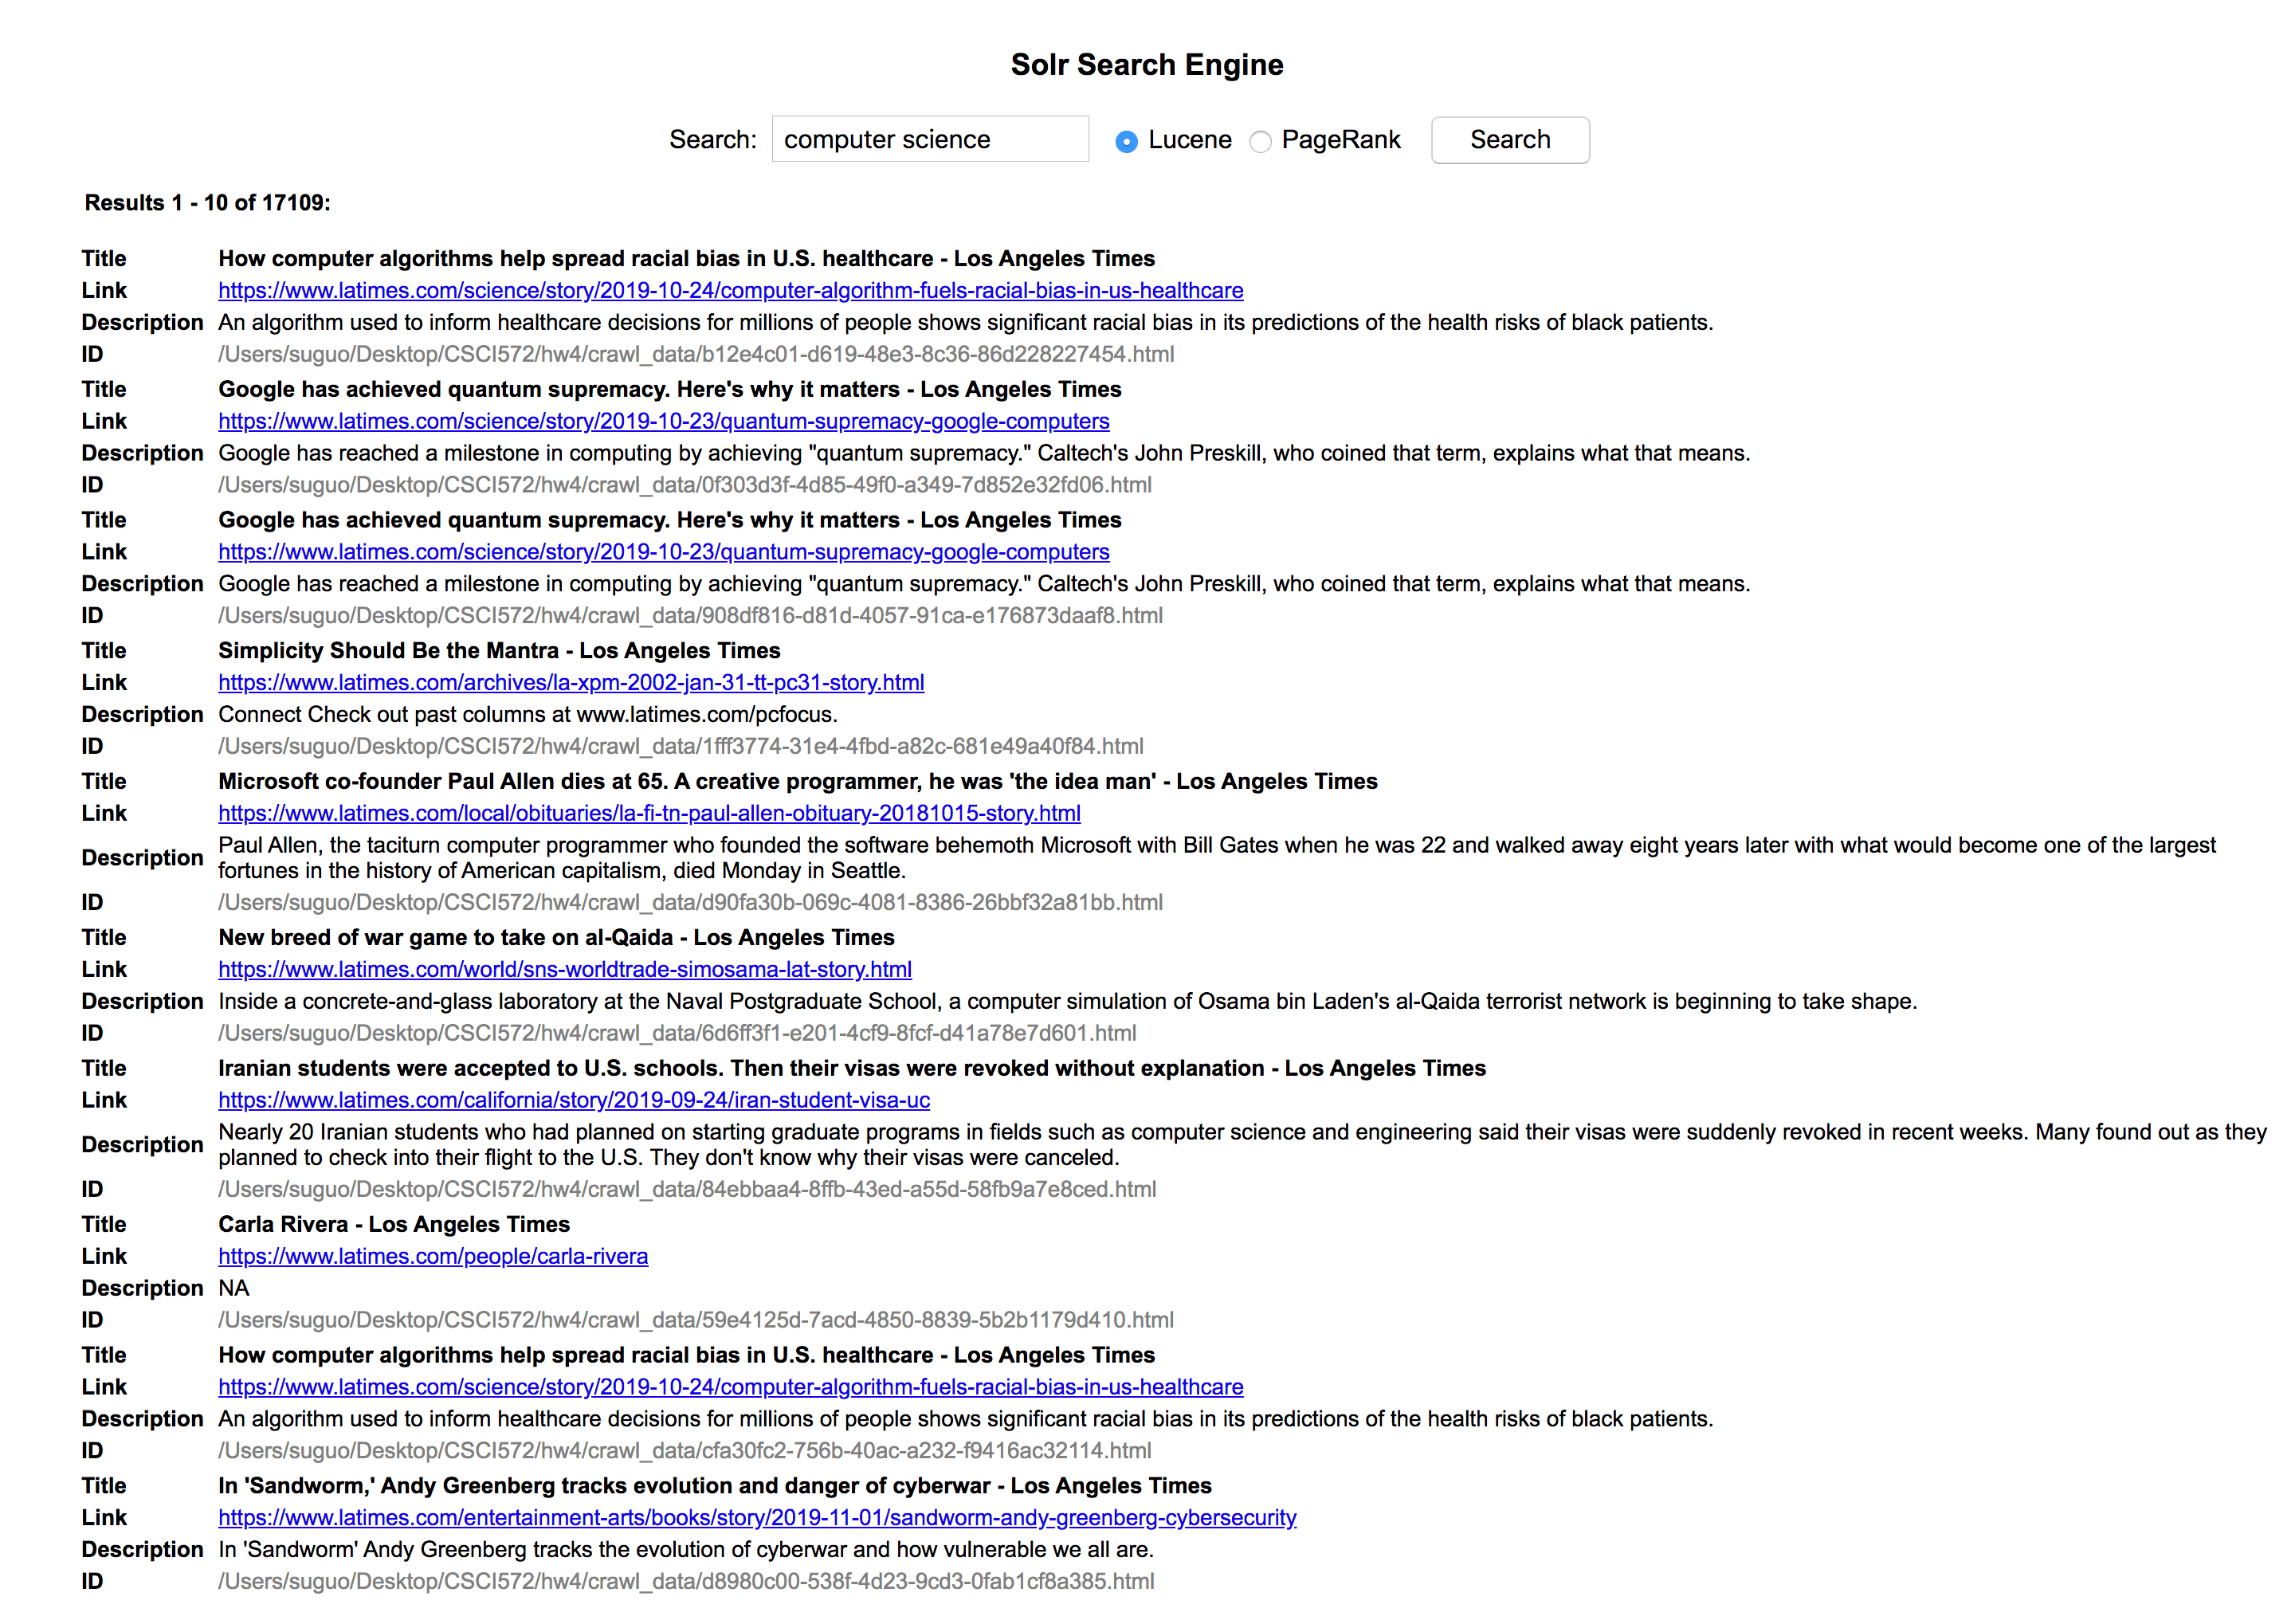 Solr Search Engine
Search: computer science Lucene PageRank Search
Results 1 - 10 of 17109:
Title How computer algorithms help spread racial bias in U.S. healthcare - Los Angeles Times
Link https://www.latimes.com/science/story/2019-10-24/computer-algorithm-fuels-racial-bias-in-us-healthcare
Description An algorithm used to inform healthcare decisions for millions of people shows significant racial bias in its predictions of the health risks of black patients.
ID /Users/suguo/Desktop/CSCI572/hw4/crawl_data/b12e4c01-d619-48e3-8c36-86d228227454.html
Title Google has achieved quantum supremacy. Here's why it matters - Los Angeles Times
Link https://www.latimes.com/science/story/2019-10-23/quantum-supremacy-google-computers
Description Google has reached a milestone in computing by achieving "quantum supremacy." Caltech's John Preskill, who coined that term, explains what that means.
ID /Users/suguo/Desktop/CSCI572/hw4/crawl_data/0f303d3f-4d85-49f0-a349-7d852e32fd06.html
Title Google has achieved quantum supremacy. Here's why it matters - Los Angeles Times
Link https://www.latimes.com/science/story/2019-10-23/quantum-supremacy-google-computers
Description Google has reached a milestone in computing by achieving "quantum supremacy." Caltech's John Preskill, who coined that term, explains what that means.
ID /Users/suguo/Desktop/CSCI572/hw4/crawl_data/908df816-d81d-4057-91ca-e176873daaf8.html
Title Simplicity Should Be the Mantra - Los Angeles Times
Link https://www.latimes.com/archives/la-xpm-2002-jan-31-tt-pc31-story.html
Description Connect Check out past columns at www.latimes.com/pcfocus.
ID /Users/suguo/Desktop/CSCI572/hw4/crawl_data/1fff3774-31e4-4fbd-a82c-681e49a40f84.html
Title Microsoft co-founder Paul Allen dies at 65. A creative programmer, he was 'the idea man' - Los Angeles Times
Link https://www.latimes.com/local/obituaries/la-fi-tn-paul-allen-obituary-20181015-story.html
Description Paul Allen, the taciturn computer programmer who founded the software behemoth Microsoft with Bill Gates when he was 22 and walked away eight years later with what would become one of the largest
fortunes in the history of American capitalism, died Monday in Seattle.
ID /Users/suguo/Desktop/CSCI572/hw4/crawl_data/d90fa30b-069c-4081-8386-26bbf32a81bb.html
Title New breed of war game to take on al-Qaida - Los Angeles Times
Link https://www.latimes.com/world/sns-worldtrade-simosama-lat-story.html
Description Inside a concrete-and-glass laboratory at the Naval Postgraduate School, a computer simulation of Osama bin Laden's al-Qaida terrorist network is beginning to take shape.
ID /Users/suguo/Desktop/CSCI572/hw4/crawl_data/6d6ff3f1-e201-4cf9-8fcf-d41a78e7d601.html
Title Iranian students were accepted to U.S. schools. Then their visas were revoked without explanation - Los Angeles Times
Link https://www.latimes.com/california/story/2019-09-24/iran-student-visa-uc
Description Nearly 20 Iranian students who had planned on starting graduate programs in fields such as computer science and engineering said their visas were suddenly revoked in recent weeks. Many found out as they
planned to check into their flight to the U.S. They don't know why their visas were canceled.
ID /Users/suguo/Desktop/CSCI572/hw4/crawl_data/84ebbaa4-8ffb-43ed-a55d-58fb9a7e8ced.html
Title Carla Rivera - Los Angeles Times
Link https://www.latimes.com/people/carla-rivera
Description NA
ID /Users/suguo/Desktop/CSCI572/hw4/crawl_data/59e4125d-7acd-4850-8839-5b2b1179d410.html
Title How computer algorithms help spread racial bias in U.S. healthcare - Los Angeles Times
Link https://www.latimes.com/science/story/2019-10-24/computer-algorithm-fuels-racial-bias-in-us-healthcare
Description An algorithm used to inform healthcare decisions for millions of people shows significant racial bias in its predictions of the health risks of black patients.
ID /Users/suguo/Desktop/CSCI572/hw4/crawl_data/cfa30fc2-756b-40ac-a232-f9416ac32114.html
Title In 'Sandworm,' Andy Greenberg tracks evolution and danger of cyberwar - Los Angeles Times
Link https://www.latimes.com/entertainment-arts/books/story/2019-11-01/sandworm-andy-greenberg-cybersecurity
Description In 'Sandworm' Andy Greenberg tracks the evolution of cyberwar and how vulnerable we all are.
ID /Users/suguo/Desktop/CSCI572/hw4/crawl_data/d8980c00-538f-4d23-9cd3-0fab1cf8a385.html